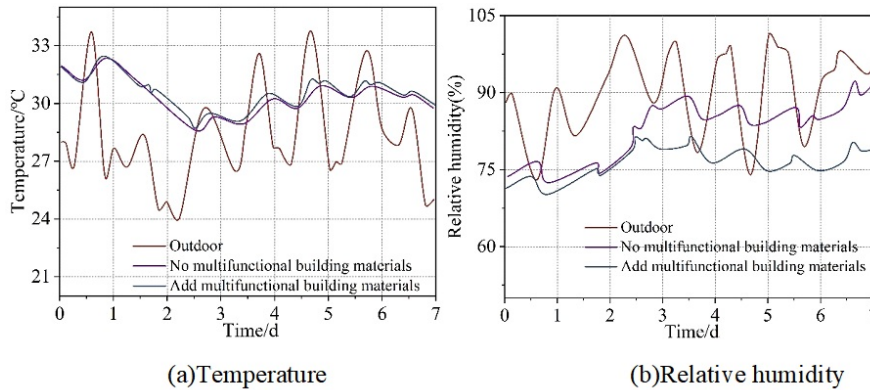 (a)
33
30
27
24
21
Temperature/°C
Outdoor
No multifunctional building materials
Add multifunctional building materials
0 1 2 3 4 5 6 7
Time/d
(a)Temperature
(b)
105
90
75
60
Relative humidity(%)
Outdoor
No multifunctional building materials
Add multifunctional building materials
0 1 2 3 4 5 6 7
Time/d
(b)Relative humidity